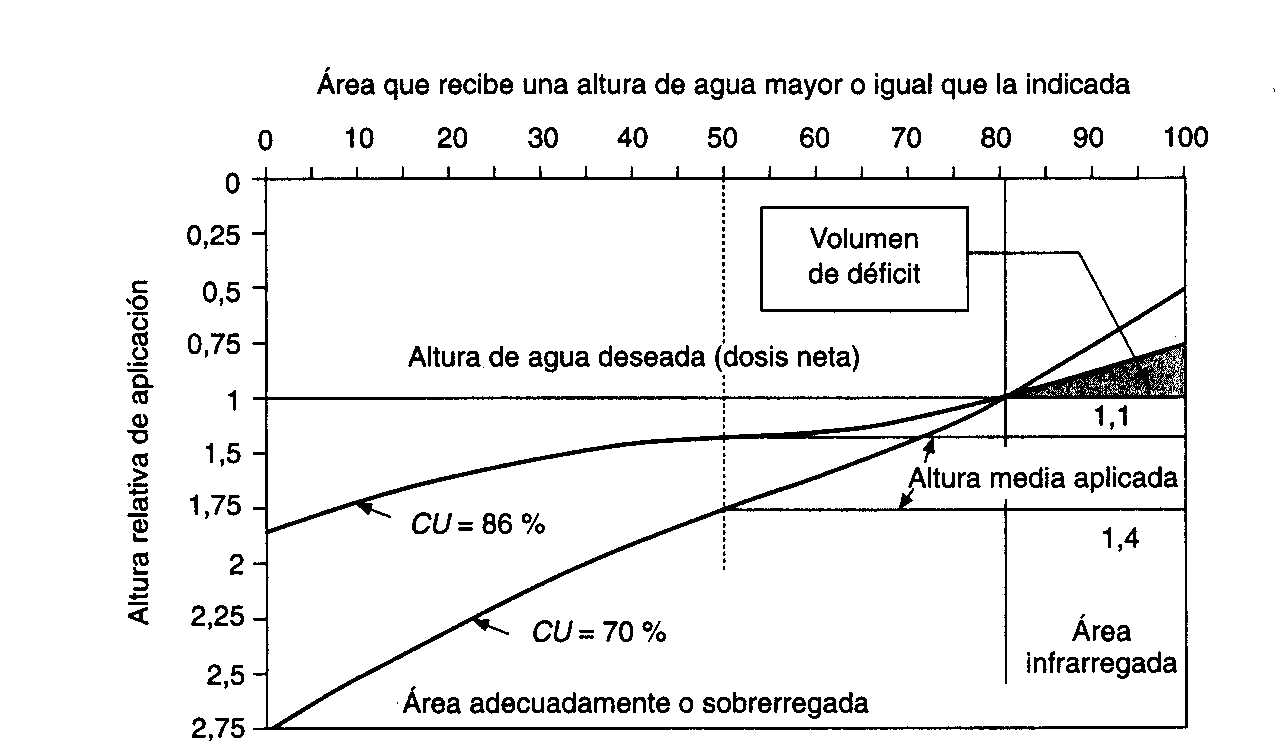 Área que recibe una altura de agua mayor o igual que la indicada
0 10 20 30 40 50 60 70 80 90 100
0
0,25
0,5
0,75
1
1,5
1,75
2
2,25
2,5
2,75
Altura relativa de aplicación
Volumen
de déficit
Altura de agua deseada (dosis neta)
1,1
Altura media aplicada
CU = 86 %
1,4
CU = 70 %
Área
infrarregada
Área adecuadamente o sobrerregada